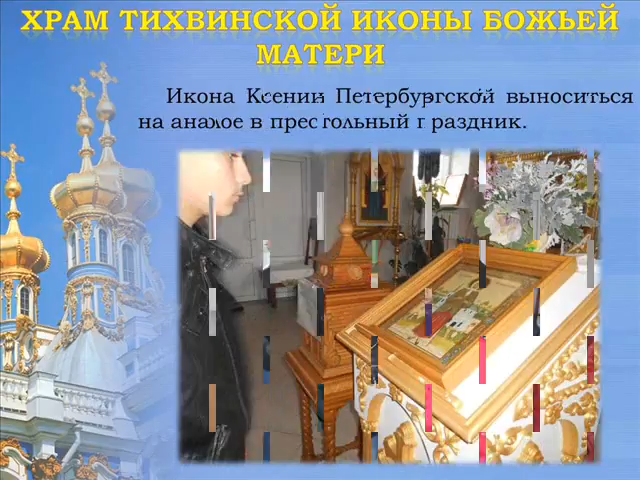 ХРАМ ТИХВИНСКОЙ ИКОНЫ БОЖЬЕЙ
МАТЕРИ
Икона Ксении Петербургской выноситься
на аналое в престольный праздник.